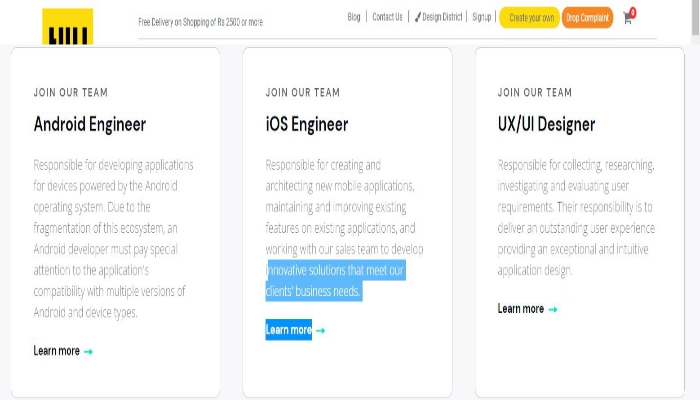 Free Delivery on Shopping of Rs 2500 or more
Blog | Contact Us | Design District | Signup | Create your own Drop Complaint 0
JOIN OUR TEAM
Android Engineer
Responsible for developing applications
for devices powered by the Android
operating system. Due to the
fragmentation of this ecosystem, an
Android developer must pay special
attention to the application's
compatibility with multiple versions of
Android and device types.
Learn more →
JOIN OUR TEAM
iOS Engineer
Responsible for creating and
architecting new mobile applications,
maintaining and improving existing
features on existing applications, and
working with our sales team to develop
innovative solutions that meet our
clients' business needs.
Learn more →
JOIN OUR TEAM
UX/UI Designer
Responsible for collecting, researching,
investigating and evaluating user
requirements. Their responsibility is to
deliver an outstanding user experience
providing an exceptional and intuitive
application design.
Learn more →